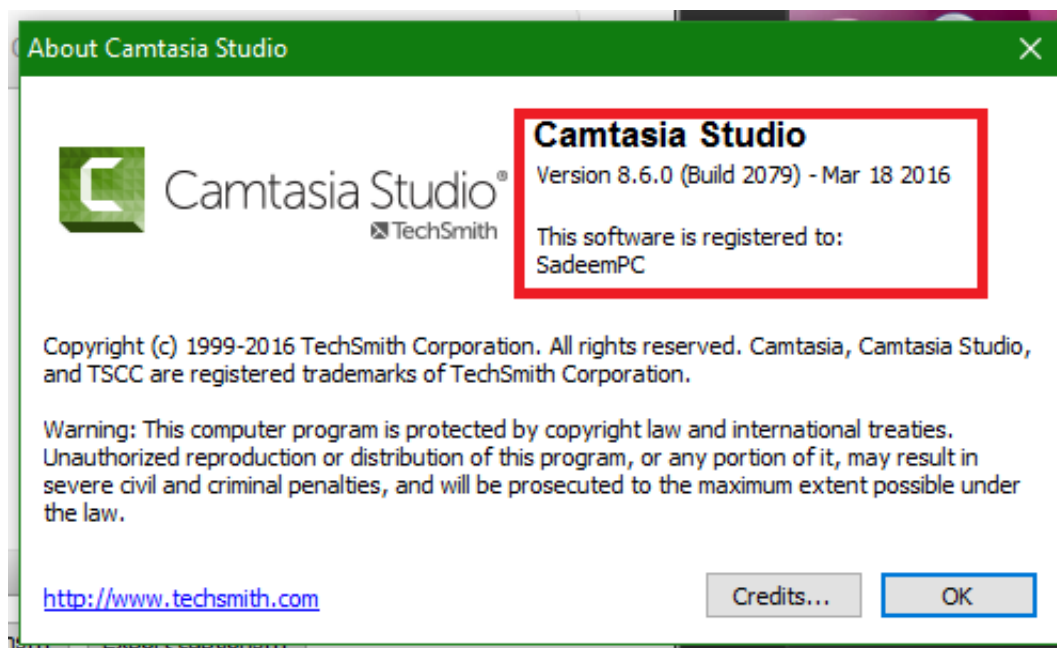 About Camtasia Studio
Camtasia Studio®
TechSmith
Camtasia Studio
Version 8.6.0 (Build 2079) - Mar 18 2016
This software is registered to:
SadeemPC
Copyright (c) 1999-2016 TechSmith Corporation. All rights reserved. Camtasia, Camtasia Studio,
and TSCC are registered trademarks of TechSmith Corporation.
Warning: This computer program is protected by copyright law and international treaties.
Unauthorized reproduction or distribution of this program, or any portion of it, may result in
severe civil and criminal penalties, and will be prosecuted to the maximum extent possible under
the law.
http://www.techsmith.com
Credits...
OK